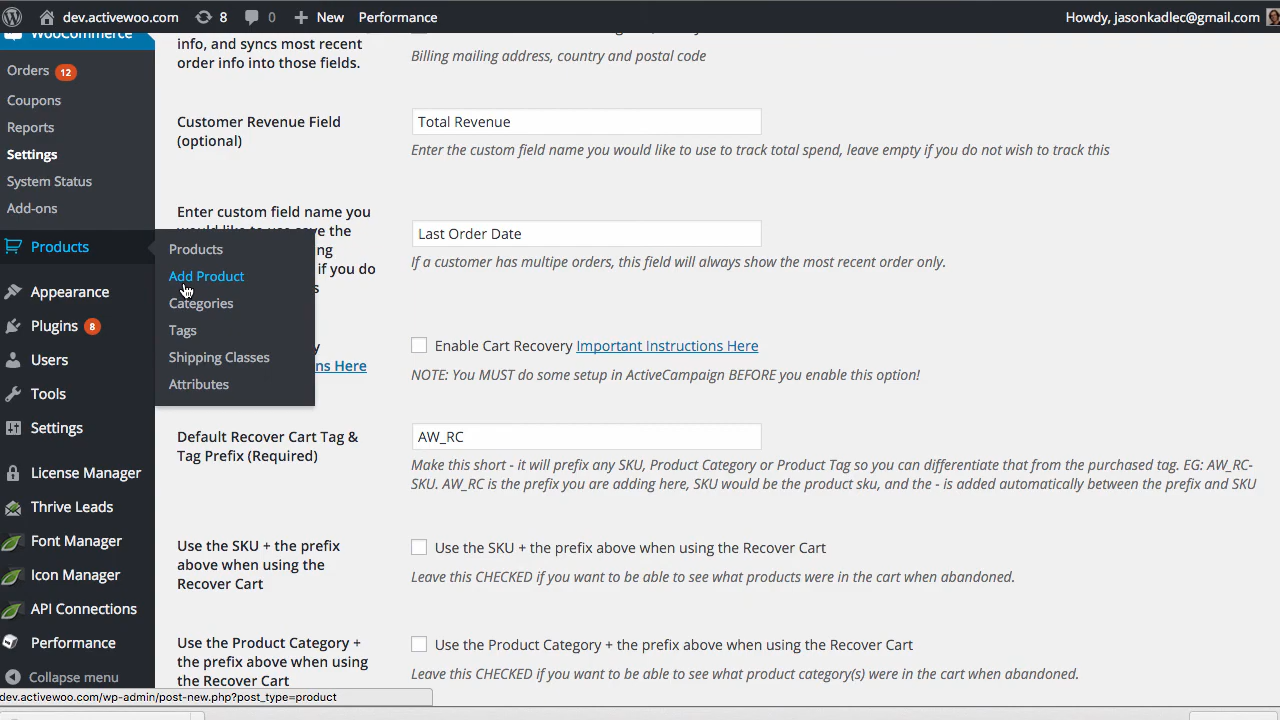 dev.activewoo.com 8 0 New Performance Howdy, jasonkadlec@gmail.com
WooCommerce
Orders 12
Coupons
Reports
Settings
System Status
Add-ons
Products
Appearance
Plugins 8
Users
Tools
Settings
License Manager
Thrive Leads
Font Manager
Icon Manager
API Connections
Performance
Collapse menu
Products
Add Product
Categories
Tags
Shipping Classes
Attributes
info, and syncs most recent
order info into those fields.
Billing mailing address, country and postal code
Customer Revenue Field
(optional)
Total Revenue
Enter the custom field name you would like to use to track total spend, leave empty if you do not wish to track this
Enter custom field name you
would like to use save the
ng
if you do
s
Last Order Date
If a customer has multipe orders, this field will always show the most recent order only.
y
ns Here
Enable Cart Recovery Important Instructions Here
NOTE: You MUST do some setup in ActiveCampaign BEFORE you enable this option!
Default Recover Cart Tag &
Tag Prefix (Required)
AW_RC
Make this short - it will prefix any SKU, Product Category or Product Tag so you can differentiate that from the purchased tag. EG: AW_RC-
SKU. AW_RC is the prefix you are adding here, SKU would be the product sku, and the - is added automatically between the prefix and SKU
Use the SKU + the prefix
above when using the
Recover Cart
Use the SKU + the prefix above when using the Recover Cart
Leave this CHECKED if you want to be able to see what products were in the cart when abandoned.
Use the Product Category +
the prefix above when using
the Recover Cart
Use the Product Category + the prefix above when using the Recover Cart
Leave this CHECKED if you want to be able to see what product category(s) were in the cart when abandoned.
dev.activewoo.com/wp-admin/post-new.php?post_type=product